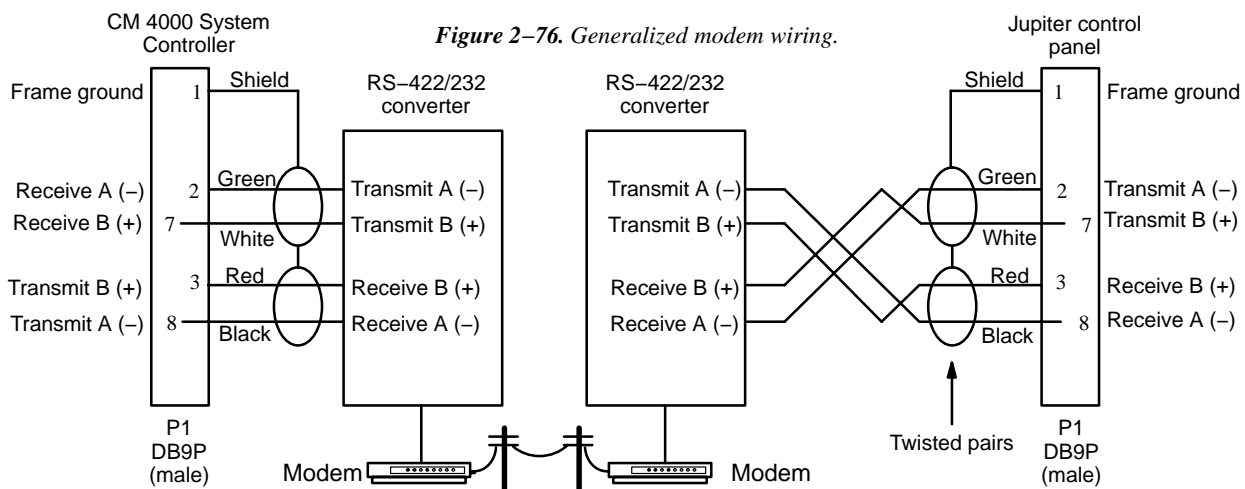 CM 4000 System
Controller
Figure 2–76. Generalized modem wiring.
Jupiter control
panel
RS–422/232
converter
RS–422/232
converter
Frame ground
1
Shield
Shield
1
Frame ground
Receive A (–)
2
Green
Transmit A (–)
Transmit A (–)
Green
2
Transmit A (–)
Receive B (+)
7
White
Transmit B (+)
Transmit B (+)
White
7
Transmit B (+)
Transmit B (+)
3
Red
Receive B (+)
Receive B (+)
Red
3
Receive B (+)
Transmit A (–)
8
Black
Receive A (–)
Receive A (–)
Black
8
Receive A (–)
P1
DB9P
(male)
Modem
Modem
Twisted pairs
P1
DB9P
(male)